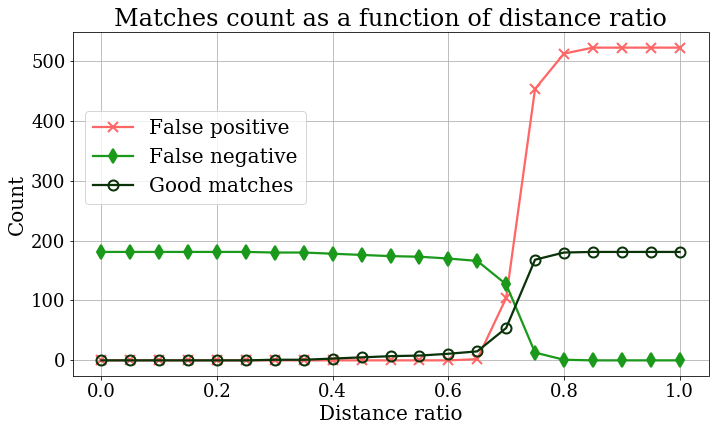 Matches count as a function of distance ratio
500
400
300
200
100
0
Count
False positive
False negative
Good matches
0.0 0.2 0.4 0.6 0.8 1.0
Distance ratio